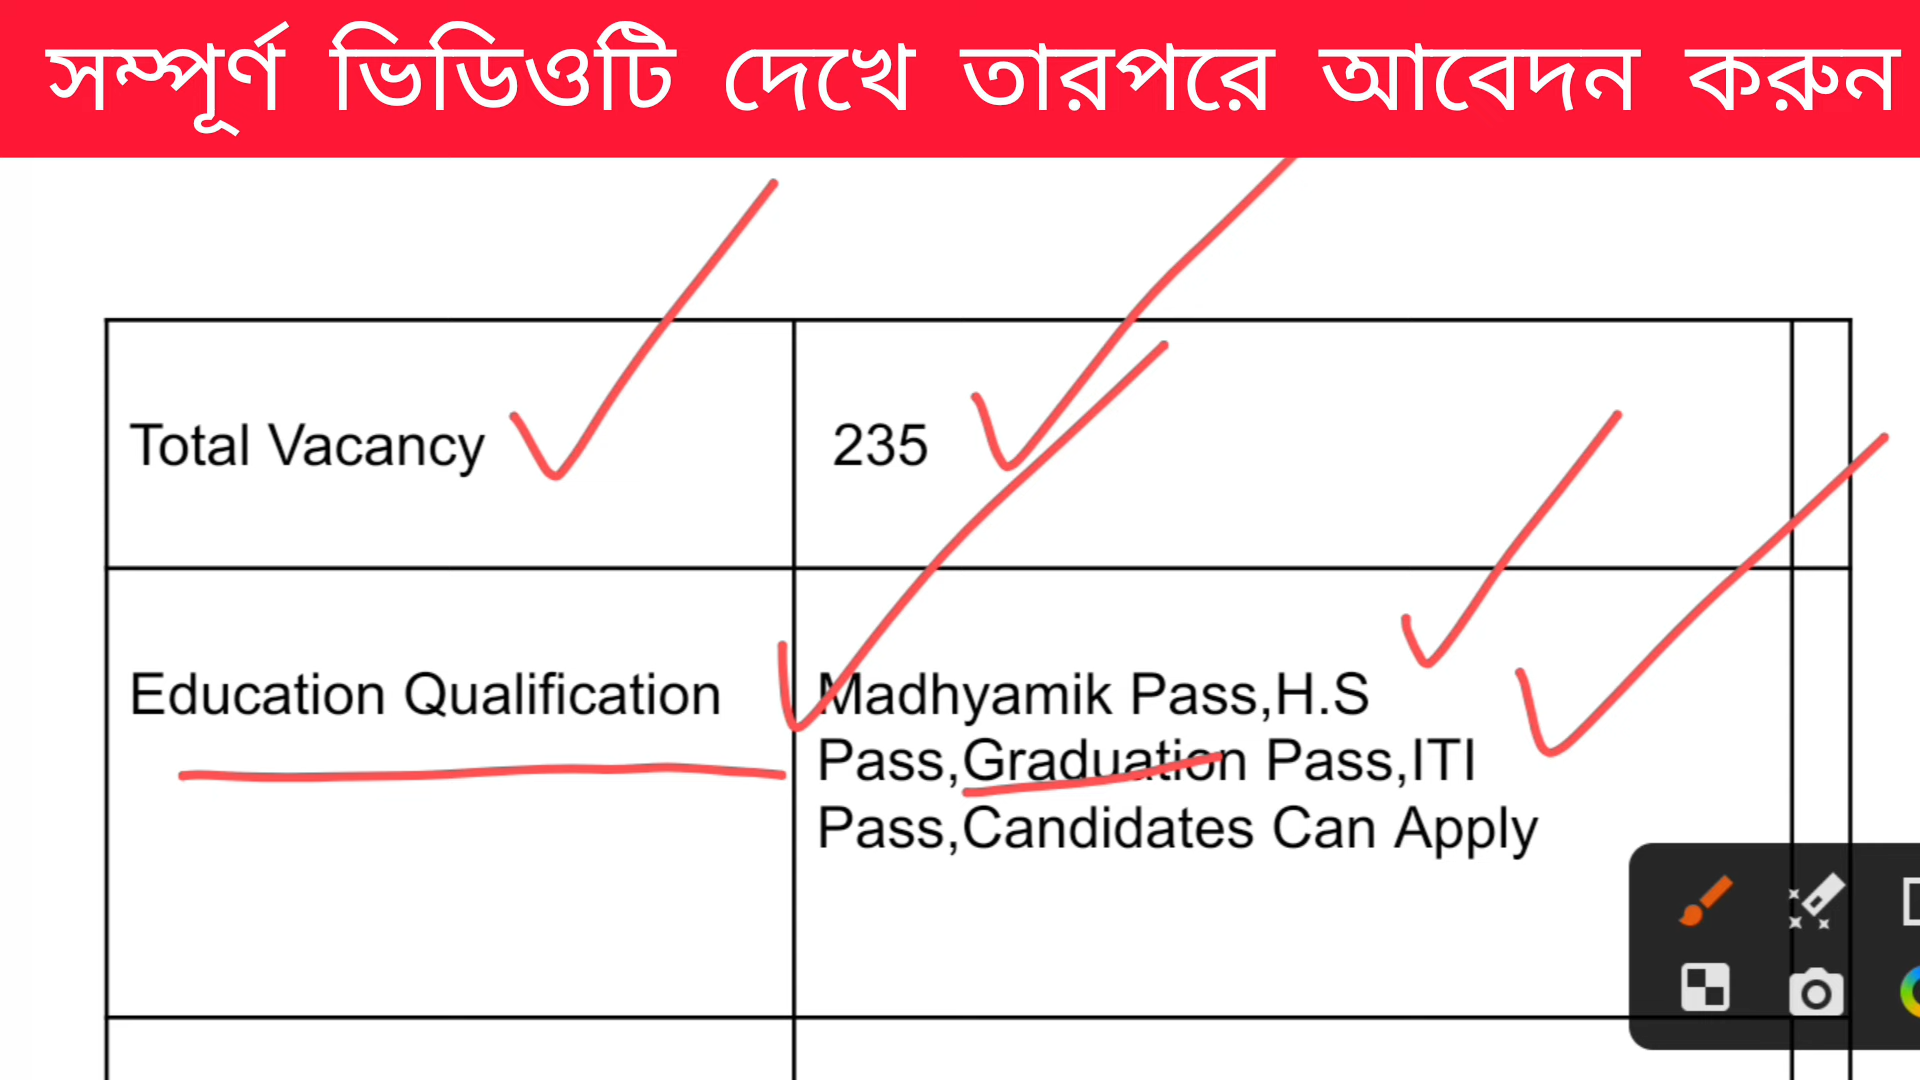 সম্পূর্ণ ভিডিওটি দেখে তারপরে আবেদন করুন
Total Vacancy
235
Education Qualification
Madhyamik Pass,H.S
Pass,Graduation Pass,ITI
Pass,Candidates Can Apply